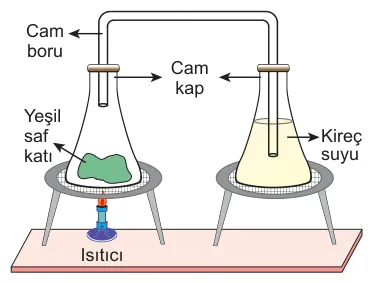 Cam
boru
Cam
kap
Yeşil
saf
katı
Kireç
suyu
Isıtıcı